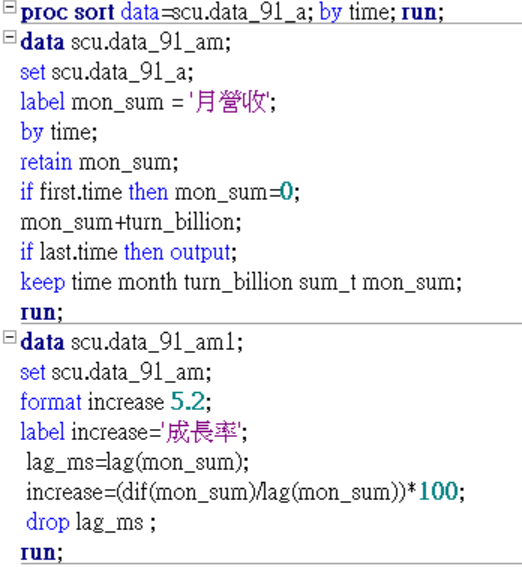 proc sort data=scu.data_91_a; by time; run;
data scu.data_91_am;
set scu.data_91_a;
label mon_sum = '月營收';
by time;
retain mon_sum;
if first.time then mon_sum=0;
mon_sum+turn_billion;
if last.time then output;
keep time month turn_billion sum_t mon_sum;
run;
data scu.data_91_am1;
set scu.data_91_am;
format increase 5.2;
label increase='成長率';
lag_ms=lag(mon_sum);
increase=(dif(mon_sum)/lag(mon_sum))*100;
drop lag_ms ;
run;